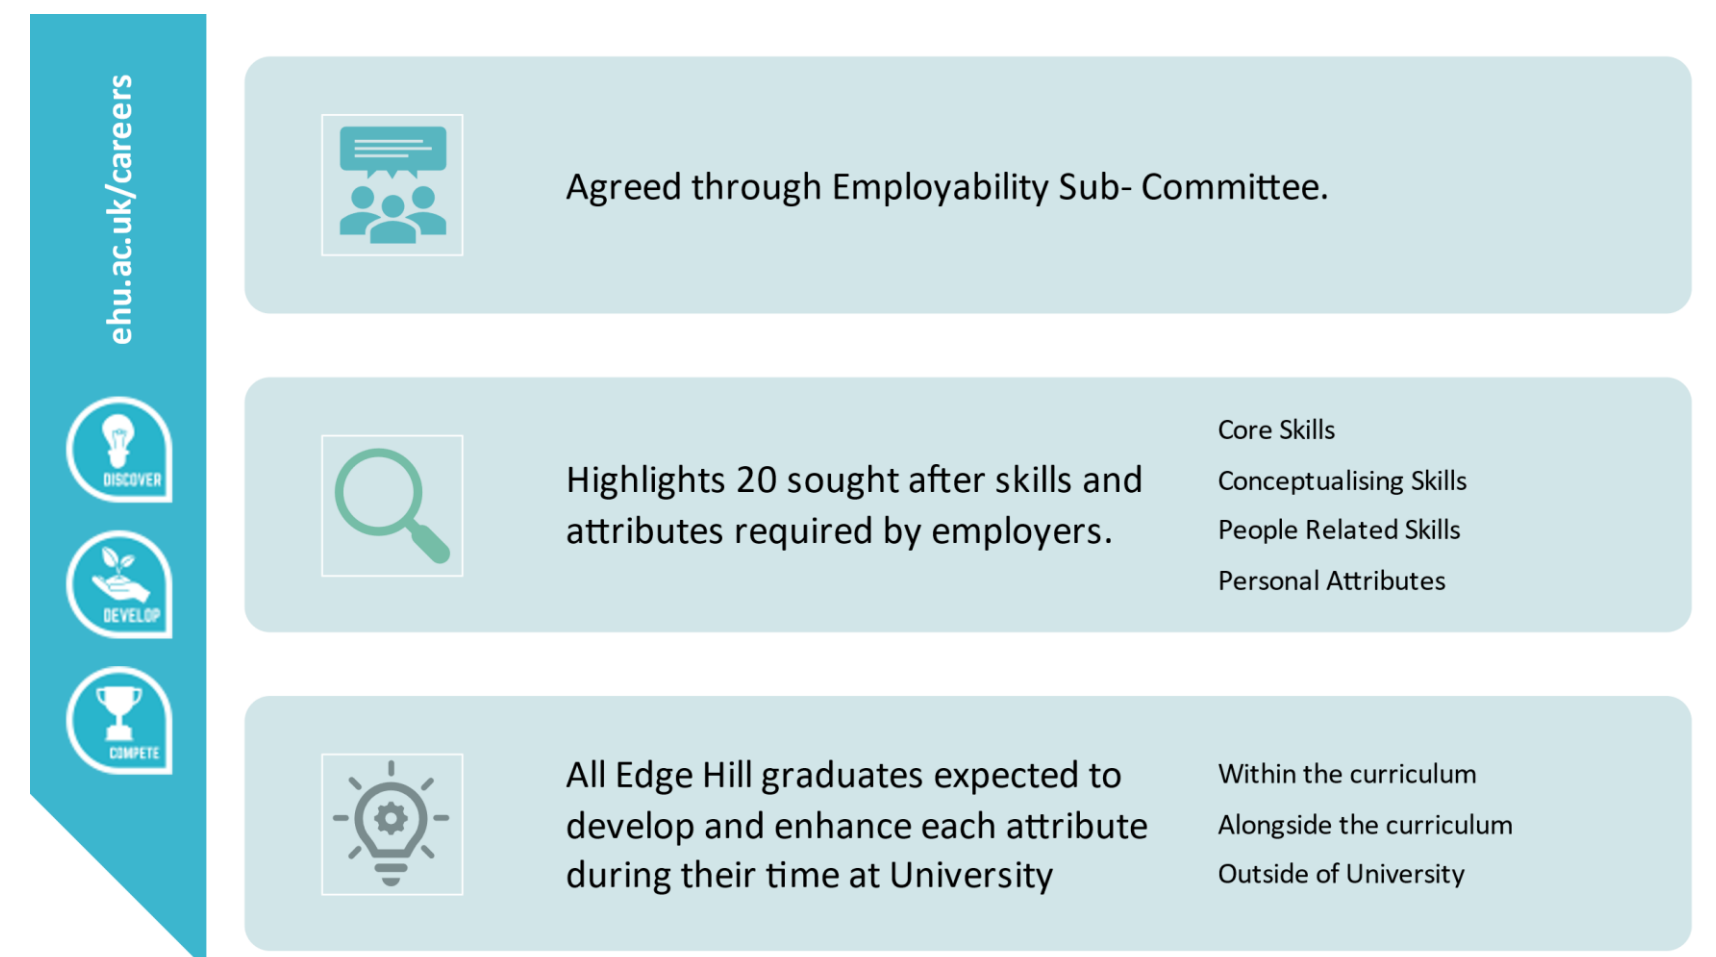 ehu.ac.uk/careers
DISCOVER
DEVELOP
COMPETE
Agreed through Employability Sub- Committee.
Highlights 20 sought after skills and
attributes required by employers.
Core Skills
Conceptualising Skills
People Related Skills
Personal Attributes
All Edge Hill graduates expected to
develop and enhance each attribute
during their time at University
Within the curriculum
Alongside the curriculum
Outside of University